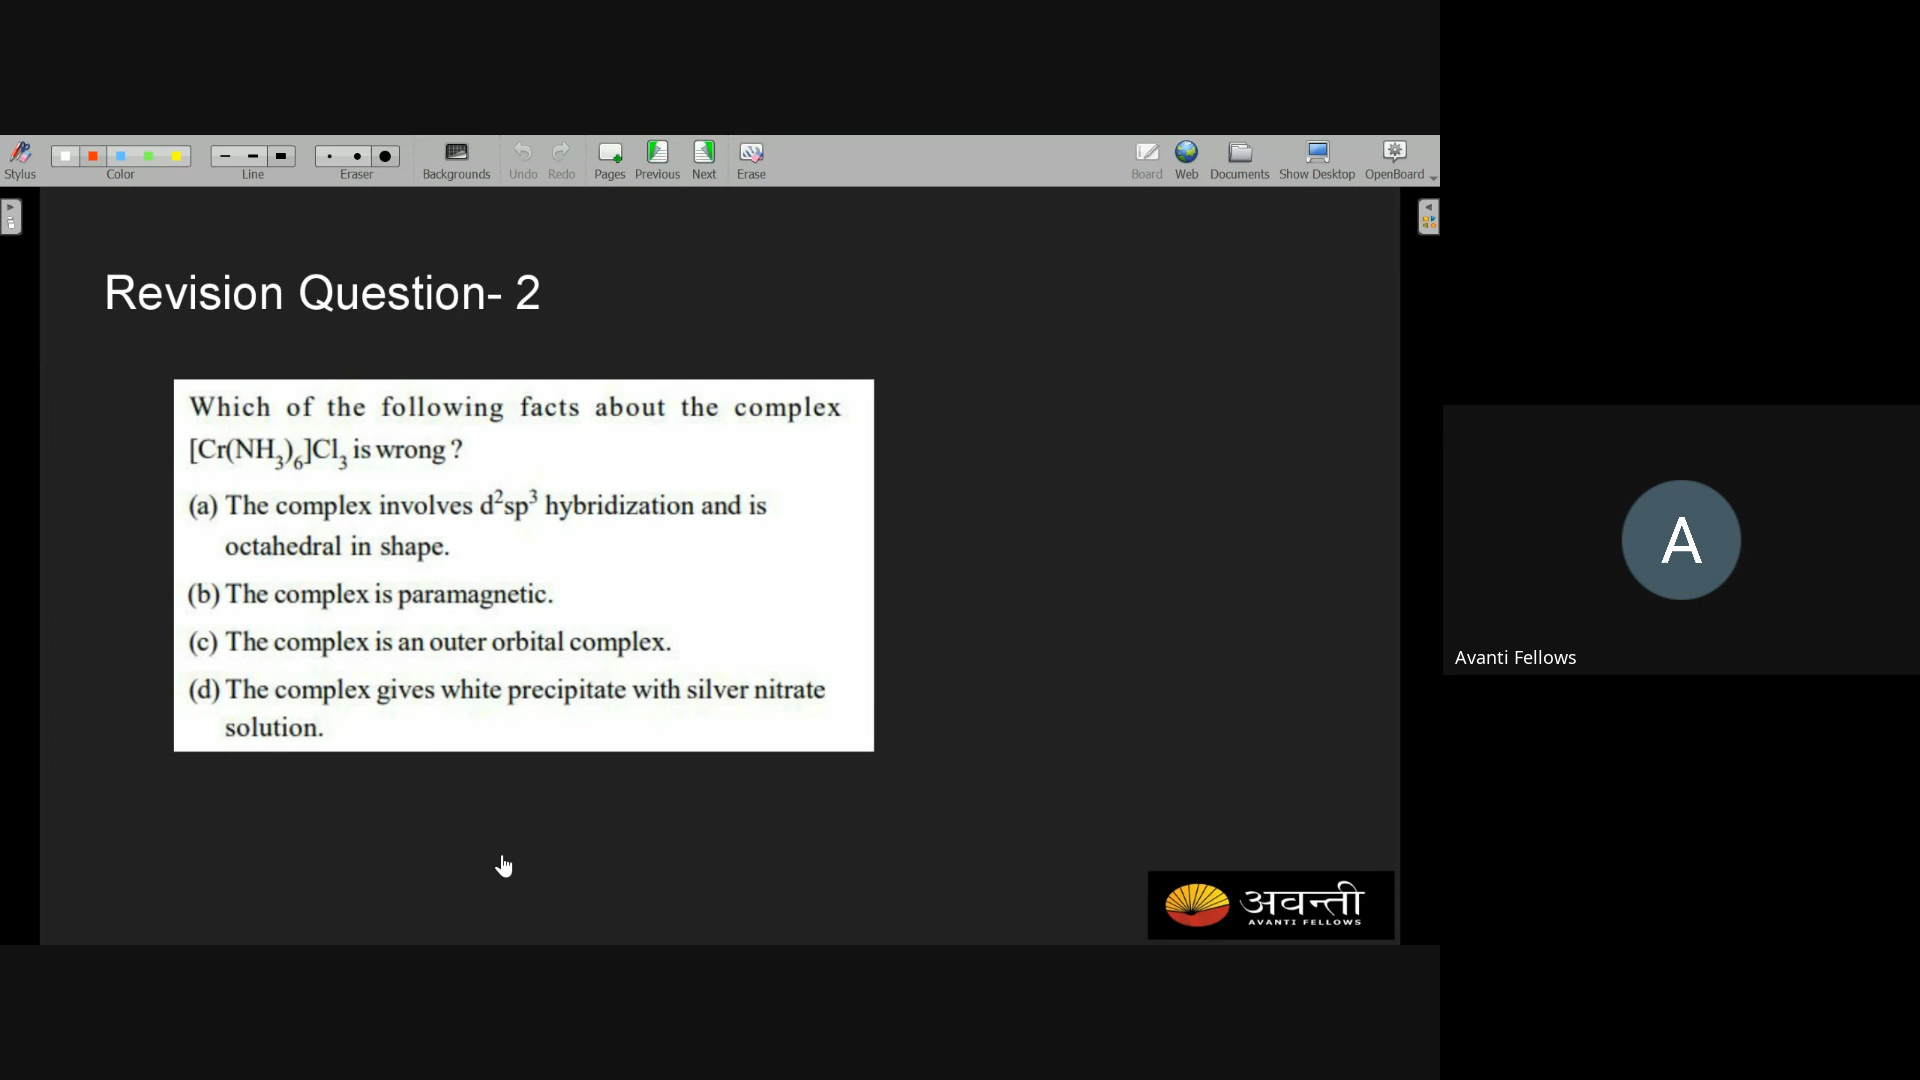 Stylus
Color
Line
Eraser
Backgrounds
Undo
Redo
Pages
Previous
Next
Erase
Board
Web
Documents
Show Desktop
OpenBoard
Revision Question- 2
Which of the following facts about the complex
[Cr(NH₃)₆]Cl₃ is wrong ?
(a) The complex involves d²sp³ hybridization and is
octahedral in shape.
(b) The complex is paramagnetic.
(c) The complex is an outer orbital complex.
(d) The complex gives white precipitate with silver nitrate
solution.
A
Avanti Fellows
अवन्ती
AVANTI FELLOWS